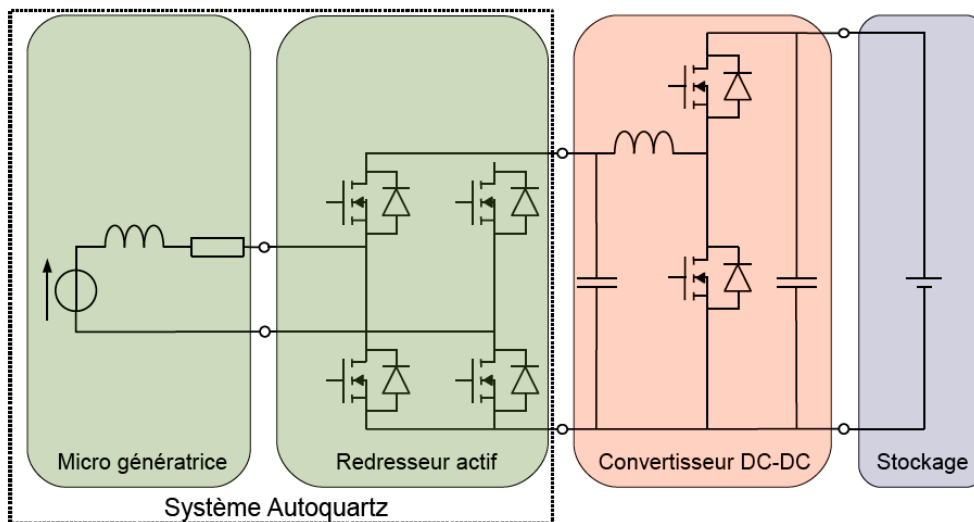 Micro génératrice
Redresseur actif
Convertisseur DC-DC
Stockage
Système Autoquartz